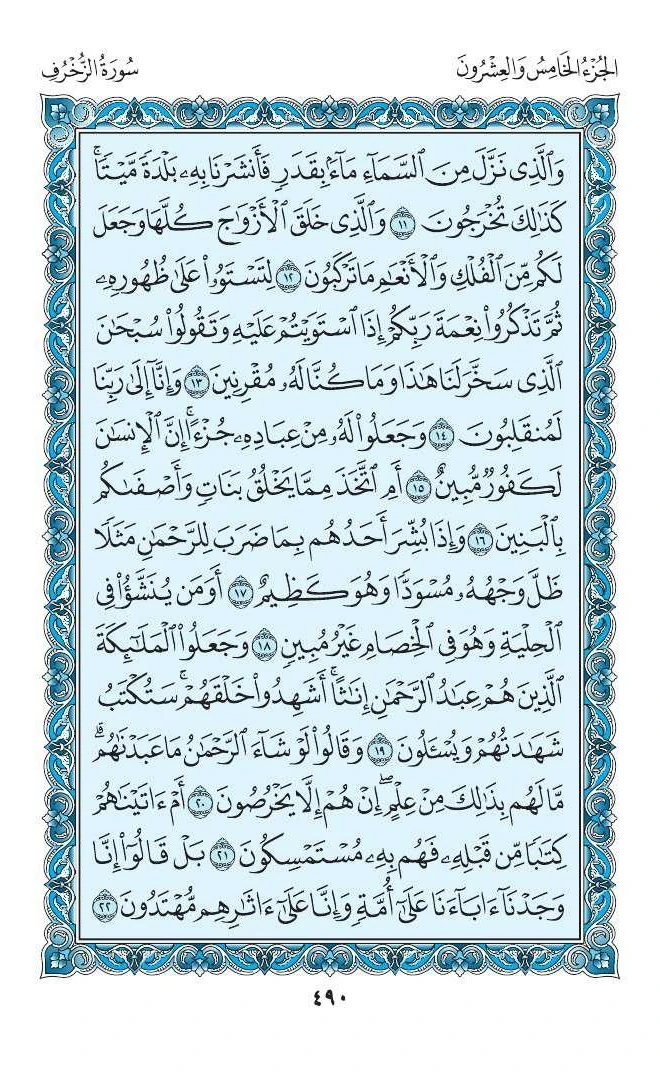 الجُزْءُ الخَامِسُ وَالعِشْرُونَ
سُورَةُ الزُّخْرُفِ
وَٱلَّذِى نَزَّلَ مِنَ ٱلسَّمَآءِ مَآءَۢ بِقَدَرٖ فَأَنشَرۡنَا بِهِۦ بَلۡدَةٗ مَّيۡتٗاۚ
كَذَٰلِكَ تُخۡرَجُونَ ١١ وَٱلَّذِى خَلَقَ ٱلۡأَزۡوَٰجَ كُلَّهَا وَجَعَلَ
لَكُم مِّنَ ٱلۡفُلۡكِ وَٱلۡأَنۡعَٰمِ مَا تَرۡكَبُونَ ١٢ لِتَسۡتَوُۥاْ عَلَىٰ ظُهُورِهِۦ
ثُمَّ تَذۡكُرُواْ نِعۡمَةَ رَبِّكُمۡ إِذَا ٱسۡتَوَيۡتُمۡ عَلَيۡهِ وَتَقُولُواْ سُبۡحَٰنَ
ٱلَّذِى سَخَّرَ لَنَا هَٰذَا وَمَا كُنَّا لَهُۥ مُقۡرِنِينَ ١٣ وَإِنَّآ إِلَىٰ رَبِّنَا
لَمُنقَلِبُونَ ١٤ وَجَعَلُواْ لَهُۥ مِنۡ عِبَادِهِۦ جُزۡءًاۚ إِنَّ ٱلۡإِنسَٰنَ
لَكَفُورٞ مُّبِينٌ ١٥ أَمِ ٱتَّخَذَ مِمَّا يَخۡلُقُ بَنَاتٖ وَأَصۡفَىٰكُم
بِٱلۡبَنِينَ ١٦ وَإِذَا بُشِّرَ أَحَدُهُم بِمَا ضَرَبَ لِلرَّحۡمَٰنِ مَثَلٗا
ظَلَّ وَجۡهُهُۥ مُسۡوَدّٗا وَهُوَ كَظِيمٌ ١٧ أَوَمَن يُنَشَّؤُاْ فِى
ٱلۡحِلۡيَةِ وَهُوَ فِى ٱلۡخِصَامِ غَيۡرُ مُبِينٖ ١٨ وَجَعَلُواْ ٱلۡمَلَٰٓئِكَةَ
ٱلَّذِينَ هُمۡ عِبَٰدُ ٱلرَّحۡمَٰنِ إِنَٰثًاۚ أَشَهِدُواْ خَلۡقَهُمۡۚ سَتُكۡتَبُ
شَهَٰدَتُهُمۡ وَيُسۡـَٔلُونَ ١٩ وَقَالُواْ لَوۡ شَآءَ ٱلرَّحۡمَٰنُ مَا عَبَدۡنَٰهُمۗ
مَّا لَهُم بِذَٰلِكَ مِنۡ عِلۡمٍۖ إِنۡ هُمۡ إِلَّا يَخۡرُصُونَ ٢٠ أَمۡ ءَاتَيۡنَٰهُمۡ
كِتَٰبٗا مِّن قَبۡلِهِۦ فَهُم بِهِۦ مُسۡتَمۡسِكُونَ ٢١ بَلۡ قَالُوٓاْ إِنَّا
وَجَدۡنَآ ءَابَآءَنَا عَلَىٰٓ أُمَّةٖ وَإِنَّا عَلَىٰٓ ءَاثَٰرِهِم مُّهۡتَدُونَ ٢٢
٤٩٠